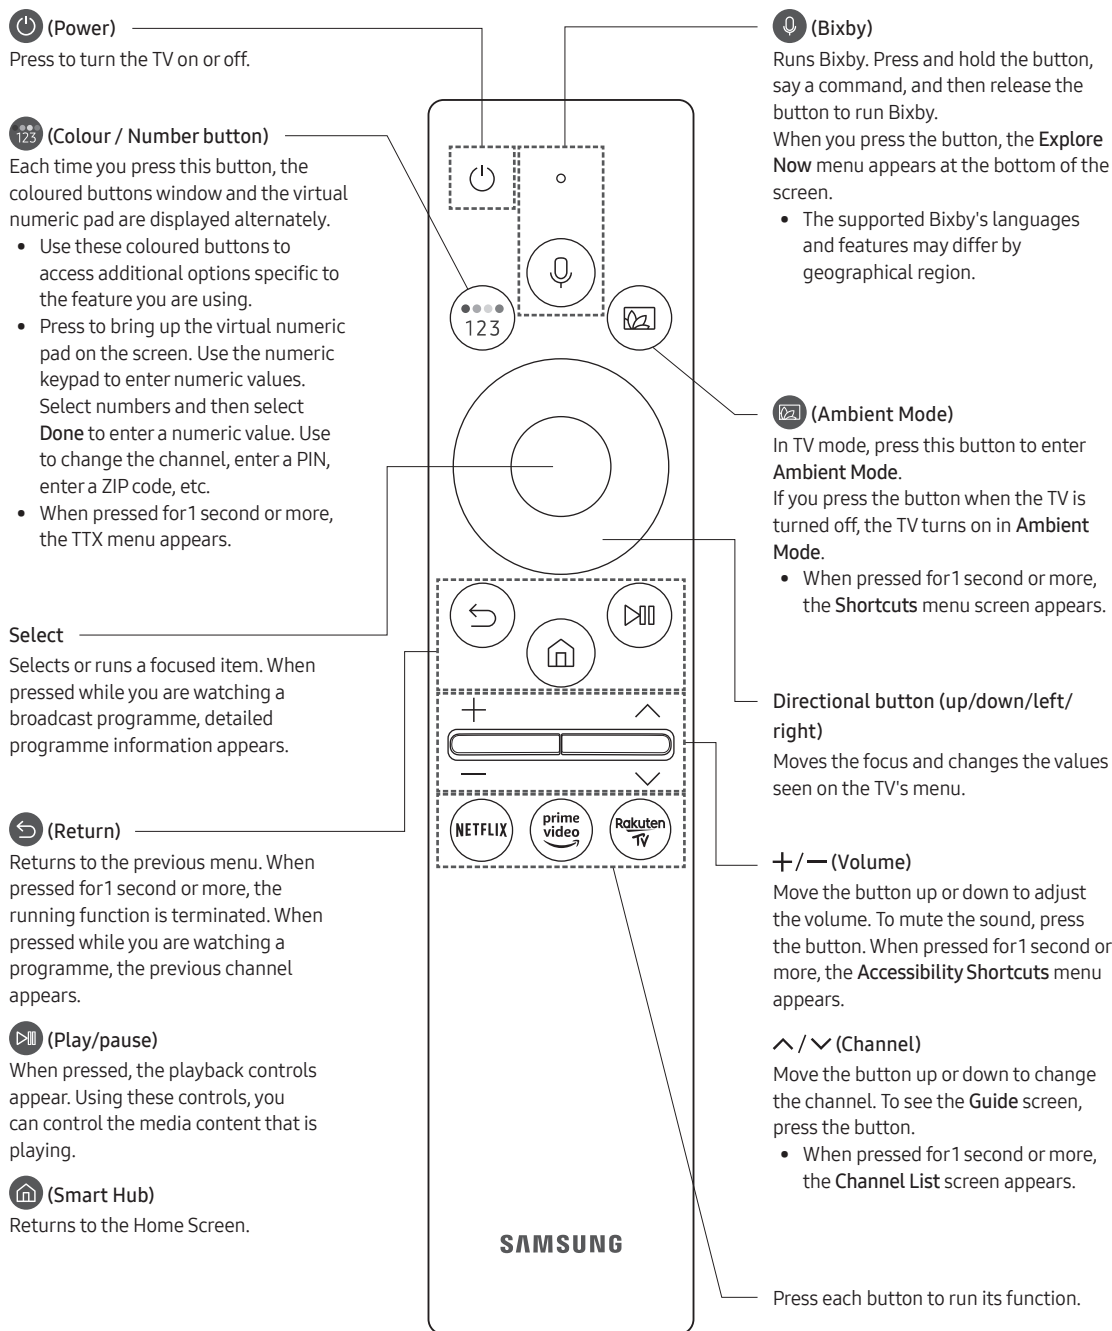 (Power)
Press to turn the TV on or off.
123 (Colour / Number button)
Each time you press this button, the
coloured buttons window and the virtual
numeric pad are displayed alternately.
• Use these coloured buttons to
access additional options specific to
the feature you are using.
• Press to bring up the virtual numeric
pad on the screen. Use the numeric
keypad to enter numeric values.
Select numbers and then select
Done to enter a numeric value. Use
to change the channel, enter a PIN,
enter a ZIP code, etc.
• When pressed for 1 second or more,
the TTX menu appears.
Select
Selects or runs a focused item. When
pressed while you are watching a
broadcast programme, detailed
programme information appears.
(Return)
Returns to the previous menu. When
pressed for 1 second or more, the
running function is terminated. When
pressed while you are watching a
programme, the previous channel
appears.
(Play/pause)
When pressed, the playback controls
appear. Using these controls, you
can control the media content that is
playing.
(Smart Hub)
Returns to the Home Screen.
123
NETFLIX
prime
video
Rakuten
TV
SAMSUNG
(Bixby)
Runs Bixby. Press and hold the button,
say a command, and then release the
button to run Bixby.
When you press the button, the Explore
Now menu appears at the bottom of the
screen.
• The supported Bixby's languages
and features may differ by
geographical region.
(Ambient Mode)
In TV mode, press this button to enter
Ambient Mode.
If you press the button when the TV is
turned off, the TV turns on in Ambient
Mode.
• When pressed for 1 second or more,
the Shortcuts menu screen appears.
Directional button (up/down/left/
right)
Moves the focus and changes the values
seen on the TV's menu.
+ / — (Volume)
Move the button up or down to adjust
the volume. To mute the sound, press
the button. When pressed for 1 second or
more, the Accessibility Shortcuts menu
appears.
/ (Channel)
Move the button up or down to change
the channel. To see the Guide screen,
press the button.
• When pressed for 1 second or more,
the Channel List screen appears.
Press each button to run its function.